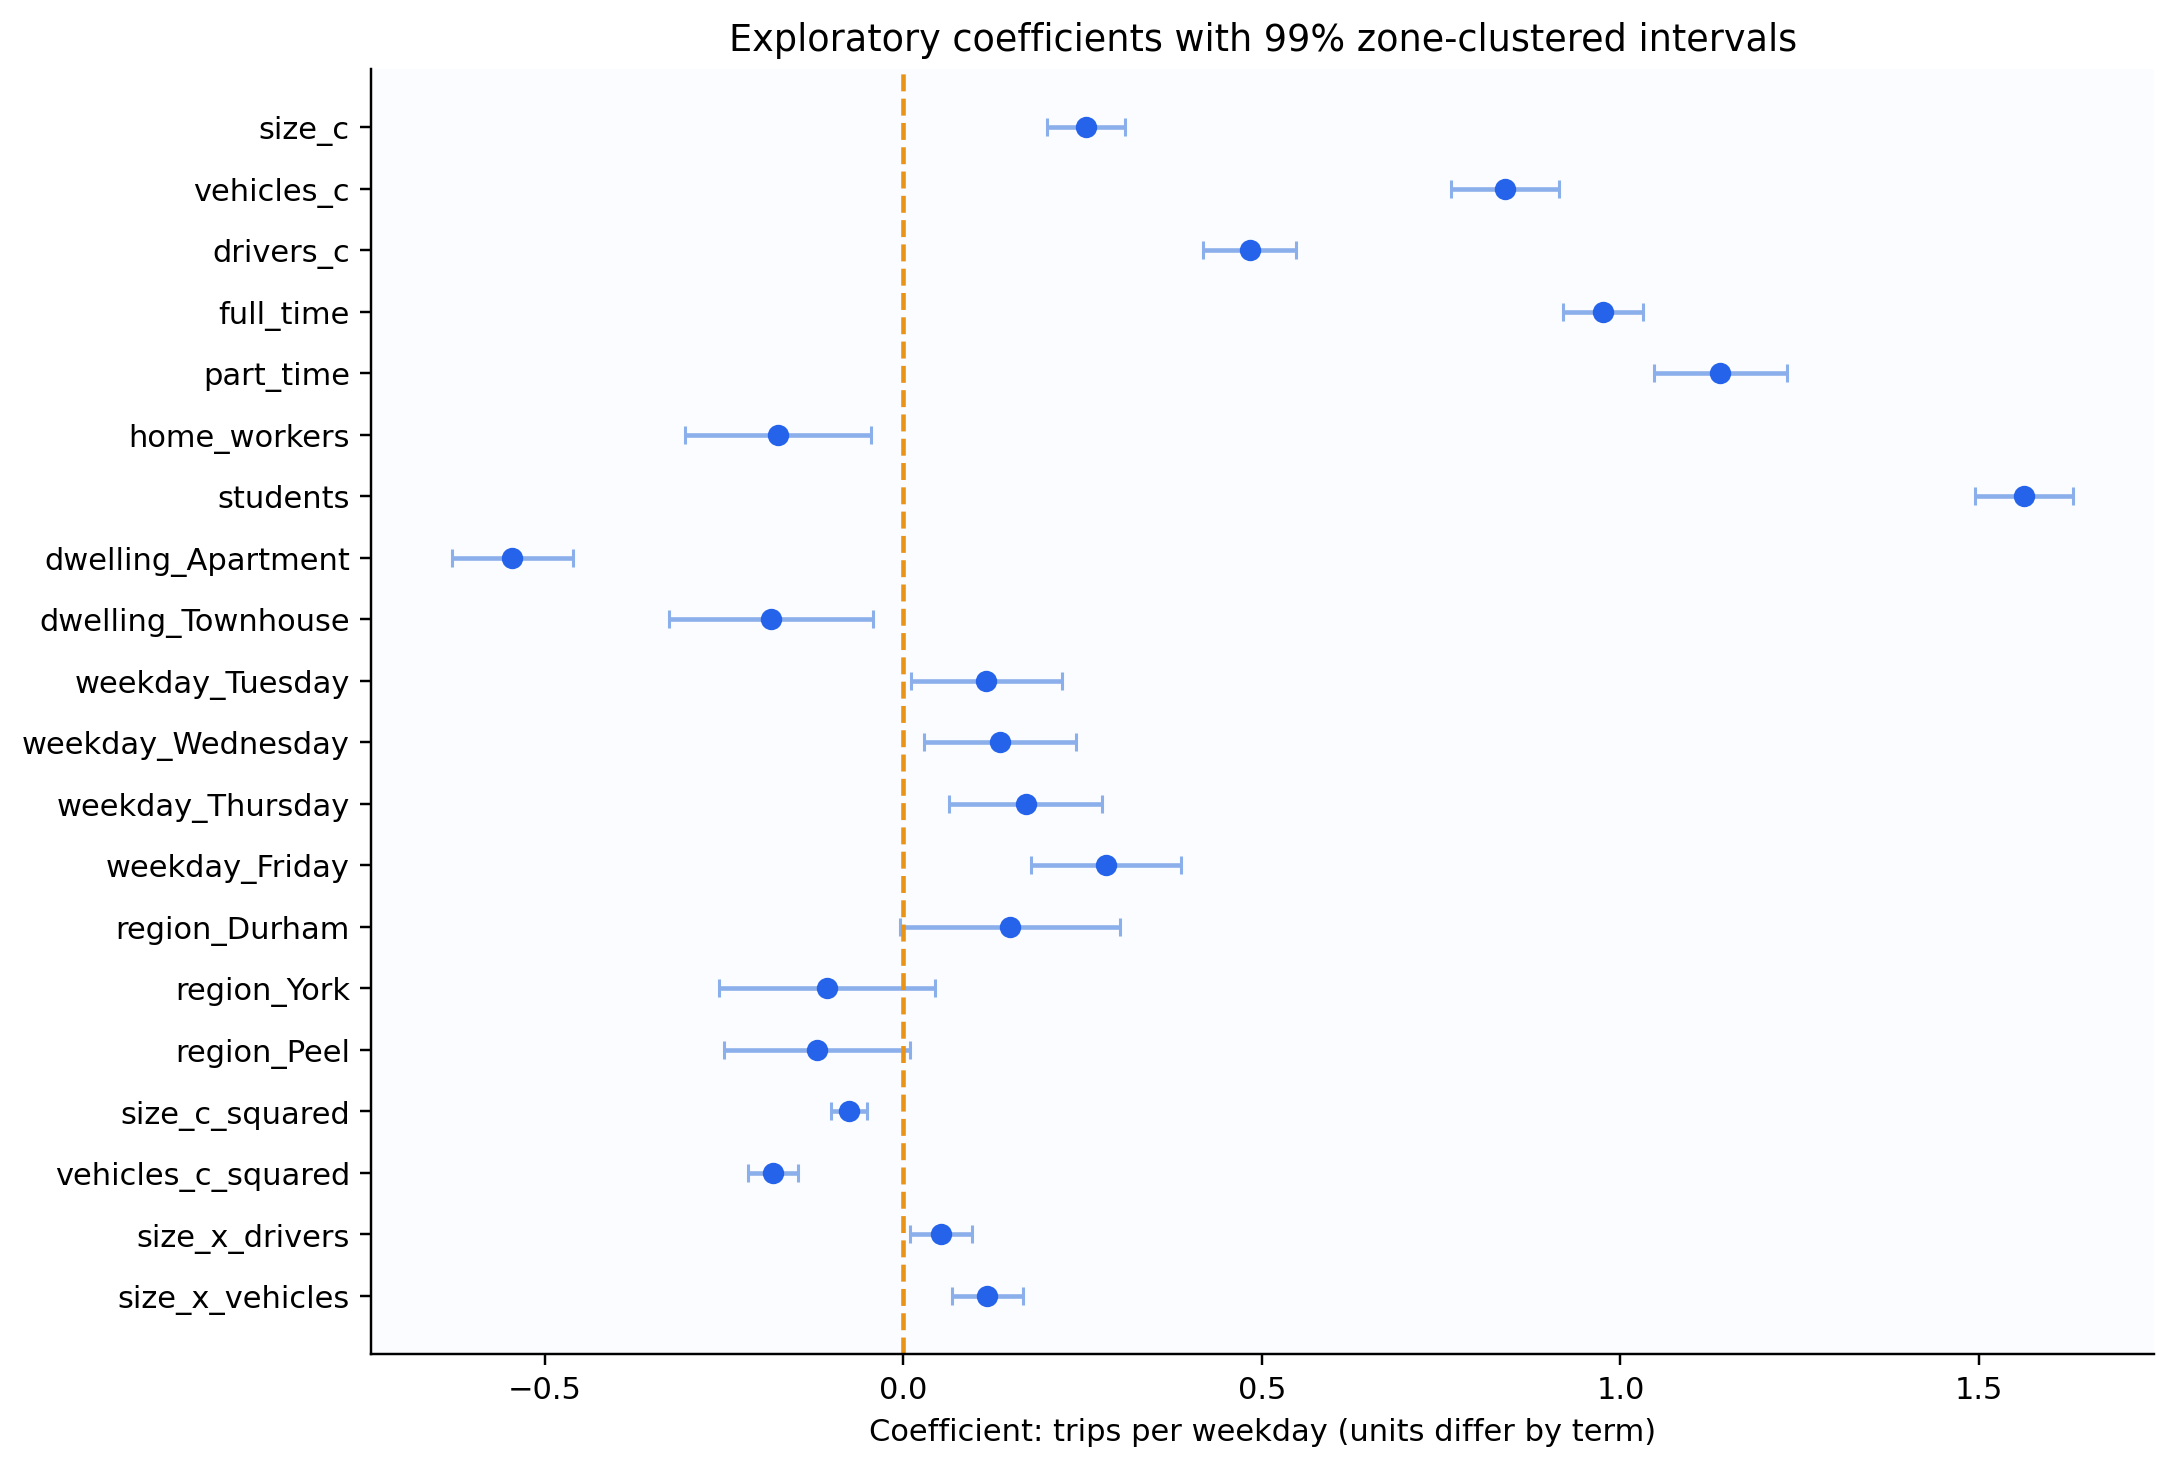 Exploratory coefficients with 99% zone-clustered intervals
size_c
vehicles_c
drivers_c
full_time
part_time
home_workers
students
dwelling_Apartment
dwelling_Townhouse
weekday_Tuesday
weekday_Wednesday
weekday_Thursday
weekday_Friday
region_Durham
region_York
region_Peel
size_c_squared
vehicles_c_squared
size_x_drivers
size_x_vehicles
−0.5 0.0 0.5 1.0 1.5
Coefficient: trips per weekday (units differ by term)